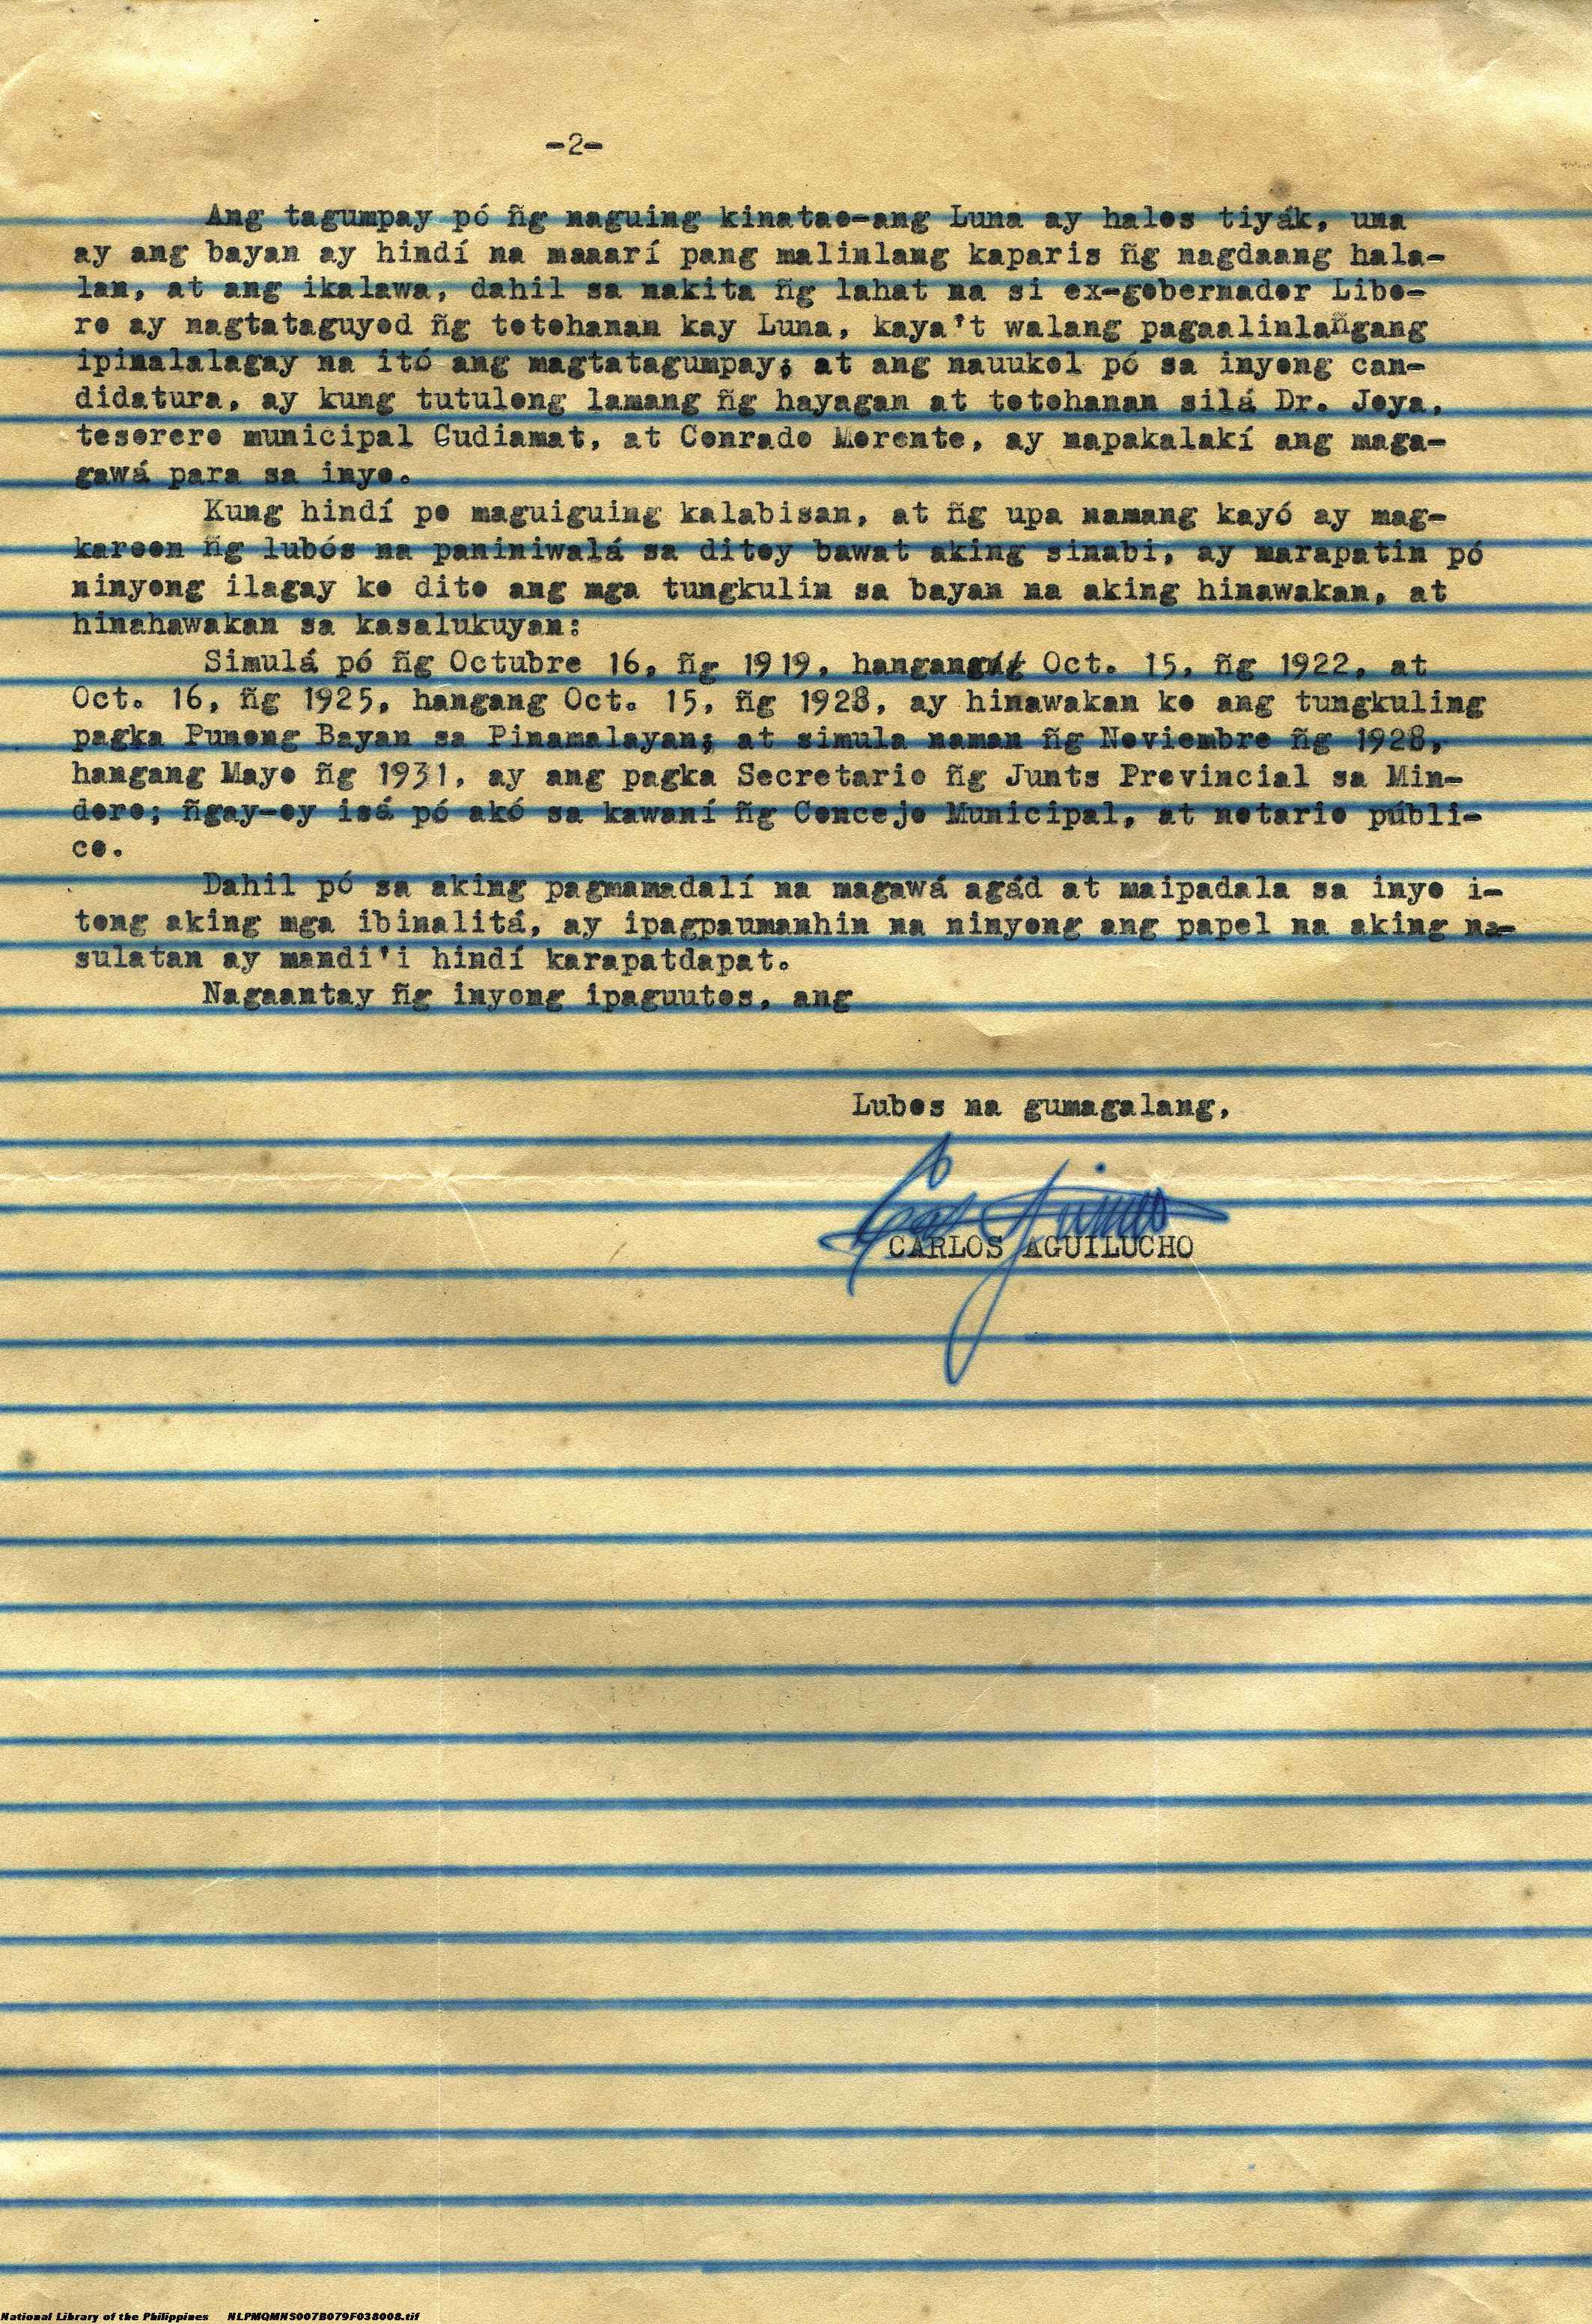 -2-
Ang tagumpay pó ñg naguing kinatao-ang Luna ay halos tiyák, una
ay ang bayan ay hindí na maaarí pang malinlang kaparis ñg nagdaang hala-
lan, at ang ikalawa, dahil sa nakita ñg lahat na si ex-gobernador Libo-
ro ay nagtataguyod ñg totohanan kay Luna, kaya't walang pagaalinlañgang
ipinalalagay na itó ang magtatagumpay; at ang nauukol pó sa inyong can-
didatura, ay kung tutulong lamang ñg hayagan at totohanan silá Dr. Joya,
tesorero municipal Gudiamat, at Conrado Morente, ay napakalakí ang maga-
gawá para sa inyo.
Kung hindí po maguiguing kalabisan, at ñg upa namang kayó ay mag-
karoon ñg lubós na paniniwalá sa ditoy bawat aking sinabi, ay marapatin pó
ninyong ilagay ko dito ang mga tungkulin sa bayan na aking hinawakan, at
hinahawakan sa kasalukuyan:
Simulá pó ñg Octubre 16, ñg 1919, hangang Oct. 15, ñg 1922, at
Oct. 16, ñg 1925, hangang Oct. 15, ñg 1928, ay hinawakan ko ang tungkuling
pagka Punong Bayan sa Pinamalayan; at simula naman ñg Noviembre ñg 1928,
hangang Mayo ñg 1931, ay ang pagka Secretario ñg Junts Provincial sa Min-
doro; ñgay-oy isá pó akó sa kawaní ñg Concejo Municipal, at notario públi-
co.
Dahil pó sa aking pagmamadalí na magawá agád at maipadala sa inyo i-
tong aking mga ibinalitá, ay ipagpaumanhin na ninyong ang papel na aking na-
sulatan ay mandi'i hindí karapatdapat.
Nagaantay ñg inyong ipaguutos, ang
Lubos na gumagalang,
CARLOS AGUILUCHO
National Library of the Philippines NLPMQMNS007B079F038008.tif